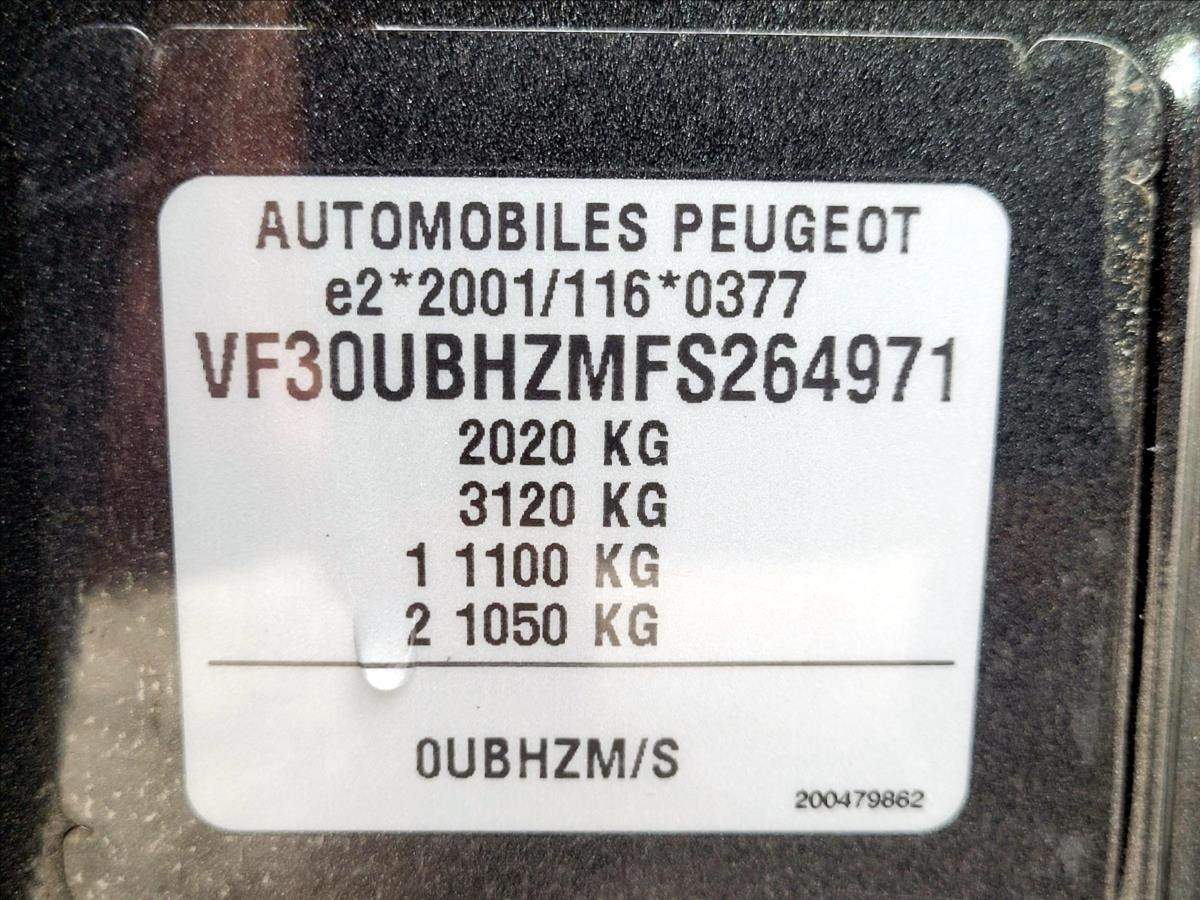 AUTOMOBILES PEUGEOT
e2*2001/116*0377
VF30UBHZMFS264971
2020 KG
3120 KG
1 1100 KG
2 1050 KG
0UBHZM/S
200479862